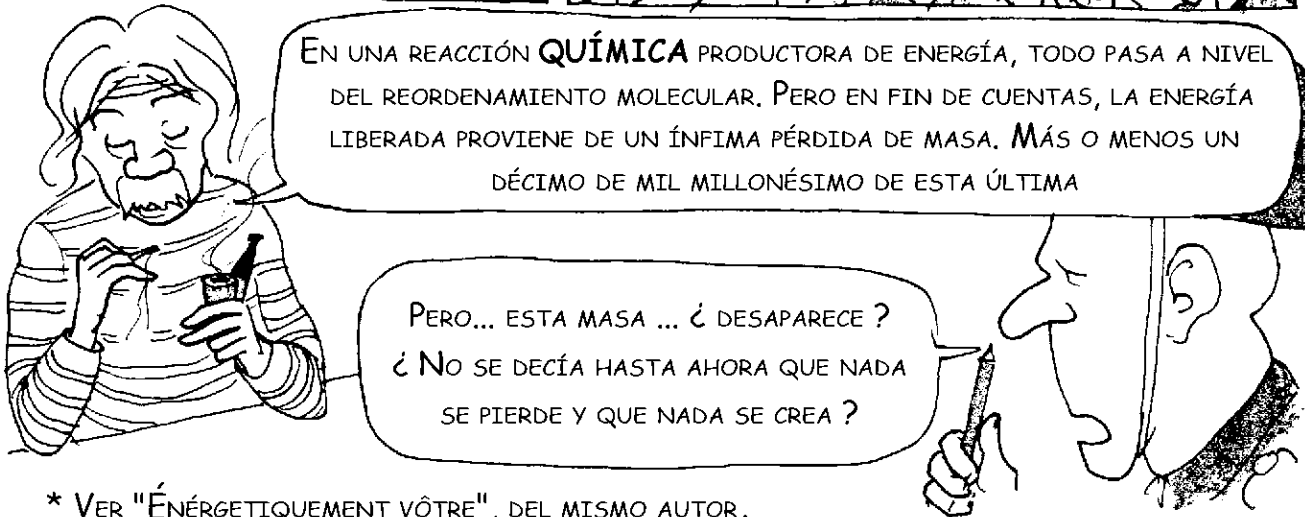 EN UNA REACCIÓN QUÍMICA PRODUCTORA DE ENERGÍA, TODO PASA A NIVEL
DEL REORDENAMIENTO MOLECULAR. PERO EN FIN DE CUENTAS, LA ENERGÍA
LIBERADA PROVIENE DE UN ÍNFIMA PÉRDIDA DE MASA. MÁS O MENOS UN
DÉCIMO DE MIL MILLONÉSIMO DE ESTA ÚLTIMA
PERO... ESTA MASA ... ¿ DESAPARECE ?
¿ NO SE DECÍA HASTA AHORA QUE NADA
SE PIERDE Y QUE NADA SE CREA ?
* VER "ÉNÉRGETIQUEMENT VÔTRE", DEL MISMO AUTOR.